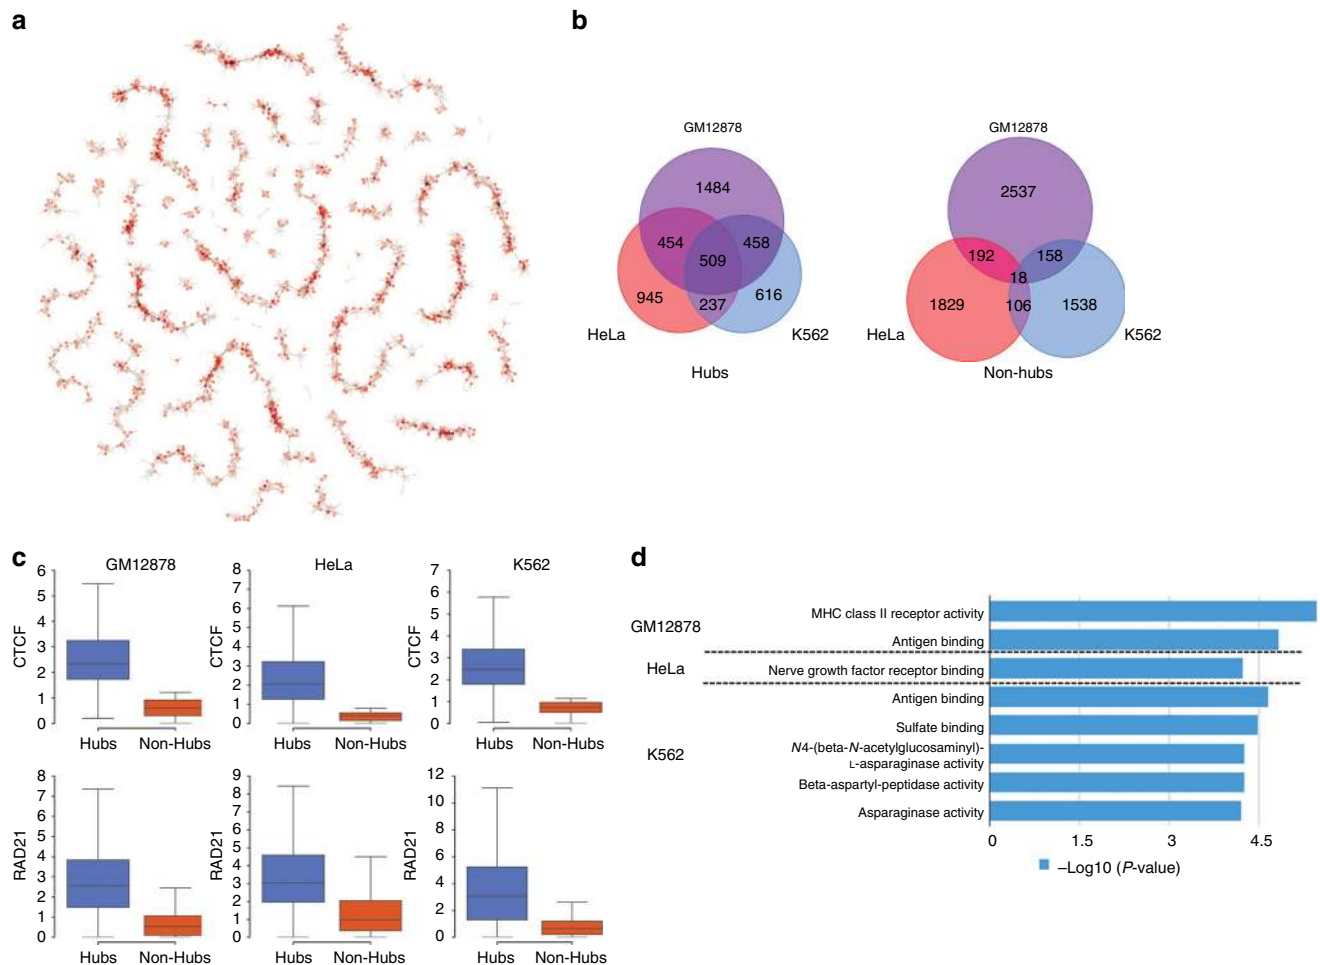 a
b
GM12878
1484
454
458
509
945
237
616
HeLa
K562
Hubs
GM12878
2537
192
158
18
1829
106
1538
HeLa
K562
Non-hubs
c
GM12878
CTCF
6
5
4
3
2
1
0
Hubs Non-Hubs
HeLa
CTCF
8
7
6
5
4
3
2
1
0
Hubs Non-Hubs
K562
CTCF
7
6
5
4
3
2
1
0
Hubs Non-Hubs
RAD21
8
7
6
5
4
3
2
1
0
Hubs Non-Hubs
RAD21
9
8
7
6
5
4
3
2
1
0
Hubs Non-Hubs
RAD21
12
10
8
6
4
2
0
Hubs Non-Hubs
d
GM12878
MHC class II receptor activity
Antigen binding
HeLa
Nerve growth factor receptor binding
K562
Antigen binding
Sulfate binding
N4-(beta-N-acetylglucosaminyl)-
L-asparaginase activity
Beta-aspartyl-peptidase activity
Asparaginase activity
0 1.5 3 4.5
–Log10 (P-value)